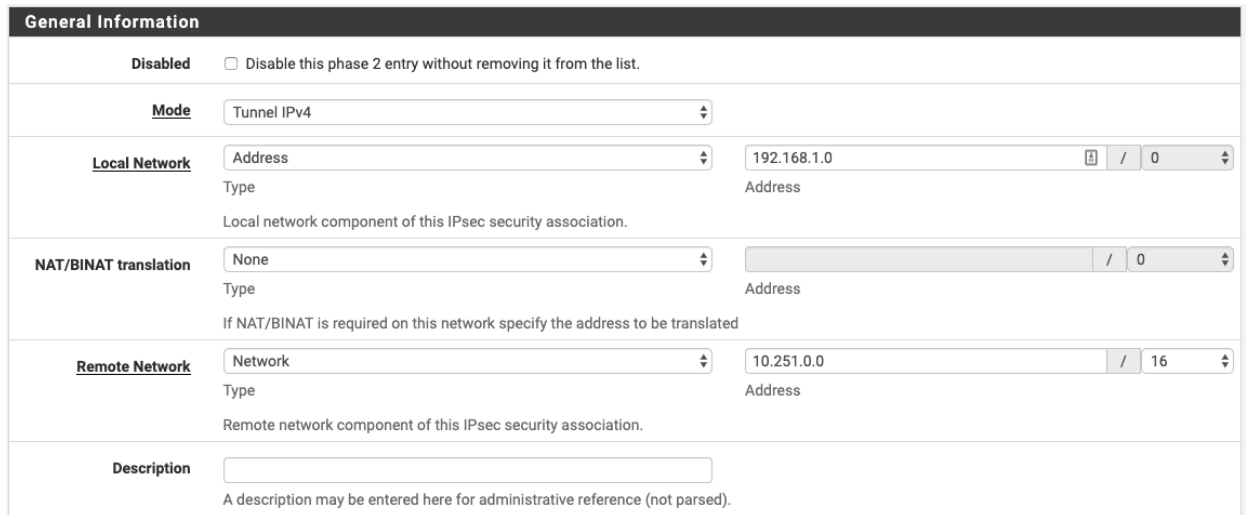 General Information
Disabled Disable this phase 2 entry without removing it from the list.
Mode Tunnel IPv4
Local Network Address 192.168.1.0 / 0
Type Address
Local network component of this IPsec security association.
NAT/BINAT translation None / 0
Type Address
If NAT/BINAT is required on this network specify the address to be translated
Remote Network Network 10.251.0.0 / 16
Type Address
Remote network component of this IPsec security association.
Description
A description may be entered here for administrative reference (not parsed).